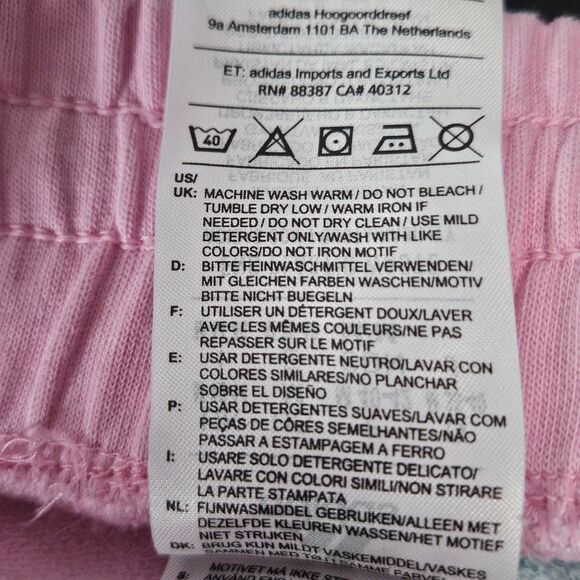 adidas Hoogoorddreef
9a Amsterdam 1101 BA The Netherlands
ET: adidas Imports and Exports Ltd
RN# 88387 CA# 40312
40
US/
UK: MACHINE WASH WARM / DO NOT BLEACH /
TUMBLE DRY LOW / WARM IRON IF
NEEDED / DO NOT DRY CLEAN / USE MILD
DETERGENT ONLY/WASH WITH LIKE
COLORS/DO NOT IRON MOTIF
D: BITTE FEINWASCHMITTEL VERWENDEN/
MIT GLEICHEN FARBEN WASCHEN/MOTIV
BITTE NICHT BUEGELN
F: UTILISER UN DÉTERGENT DOUX/LAVER
AVEC LES MÊMES COULEURS/NE PAS
REPASSER SUR LE MOTIF
E: USAR DETERGENTE NEUTRO/LAVAR CON
COLORES SIMILARES/NO PLANCHAR
SOBRE EL DISEÑO
P: USAR DETERGENTES SUAVES/LAVAR COM
PEÇAS DE CÔRES SEMELHANTES/NÃO
PASSAR A ESTAMPAGEM A FERRO
I: USARE SOLO DETERGENTE DELICATO/
LAVARE CON COLORI SIMILI/NON STIRARE
LA PARTE STAMPATA
NL: FIJNWASMIDDEL GEBRUIKEN/ALLEEN MET
DEZELFDE KLEUREN WASSEN/HET MOTIEF
NIET STRIJKEN
DK: BRUG KUN MILDT VASKEMIDDEL/VASKES
SAMMEN MED
MOTIVET MÅ IKKE
S: